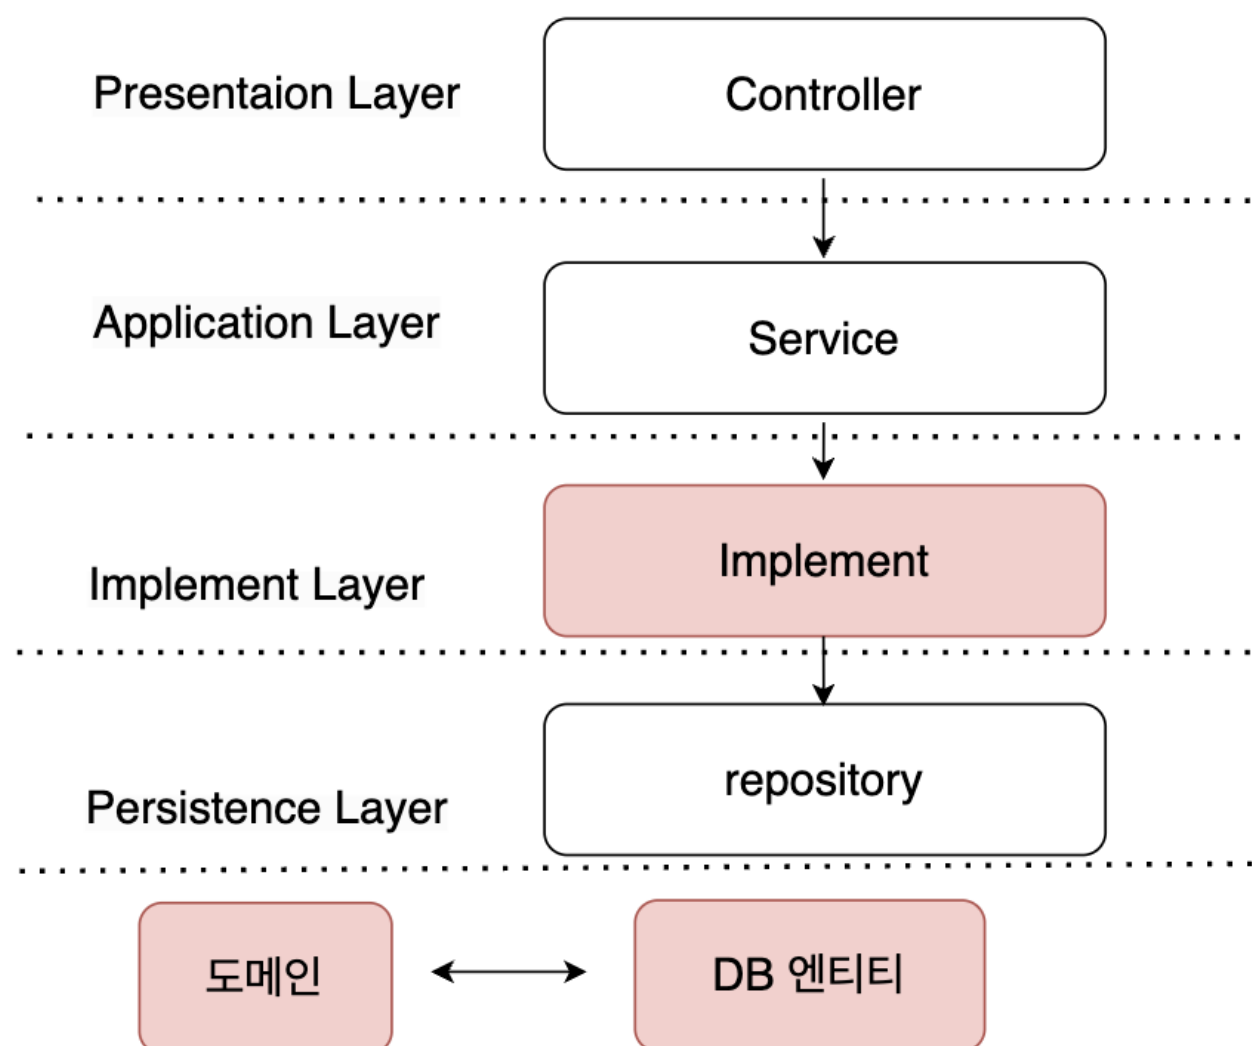 Presentaion Layer
Controller
Application Layer
Service
Implement Layer
Implement
Persistence Layer
repository
도메인
DB 엔티티